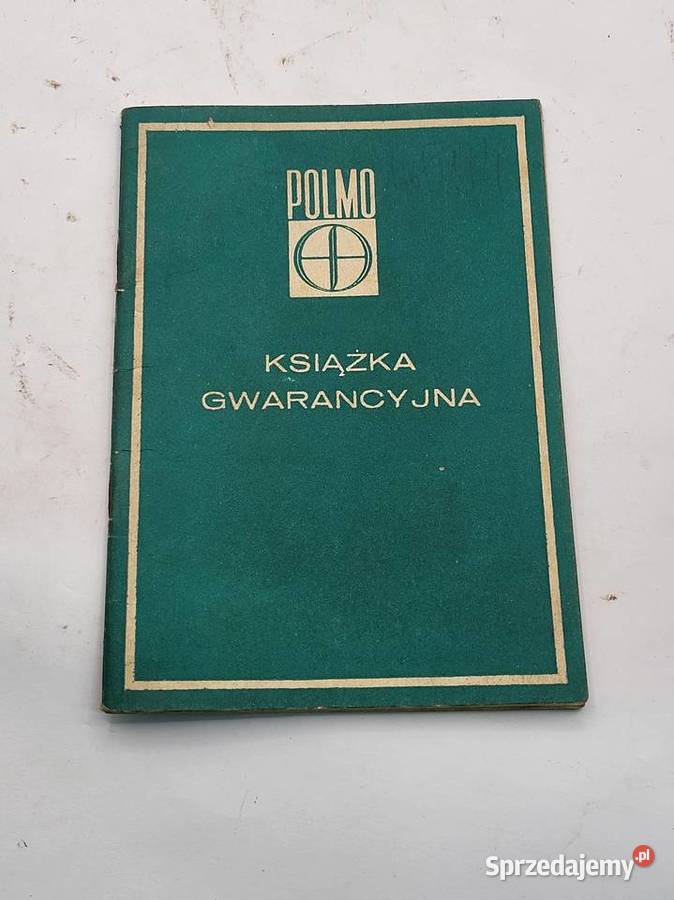 POLMO
KSIĄŻKA
GWARANCYJNA
Sprzedajemy.pl